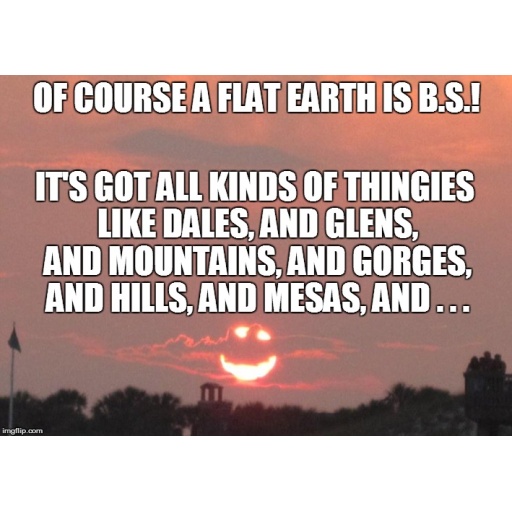 OF COURSE A FLAT EARTH IS B.S.!
IT'S GOT ALL KINDS OF THINGIES
LIKE DALES, AND GLENS,
AND MOUNTAINS, AND GORGES,
AND HILLS, AND MESAS, AND . . .
imgflip.com